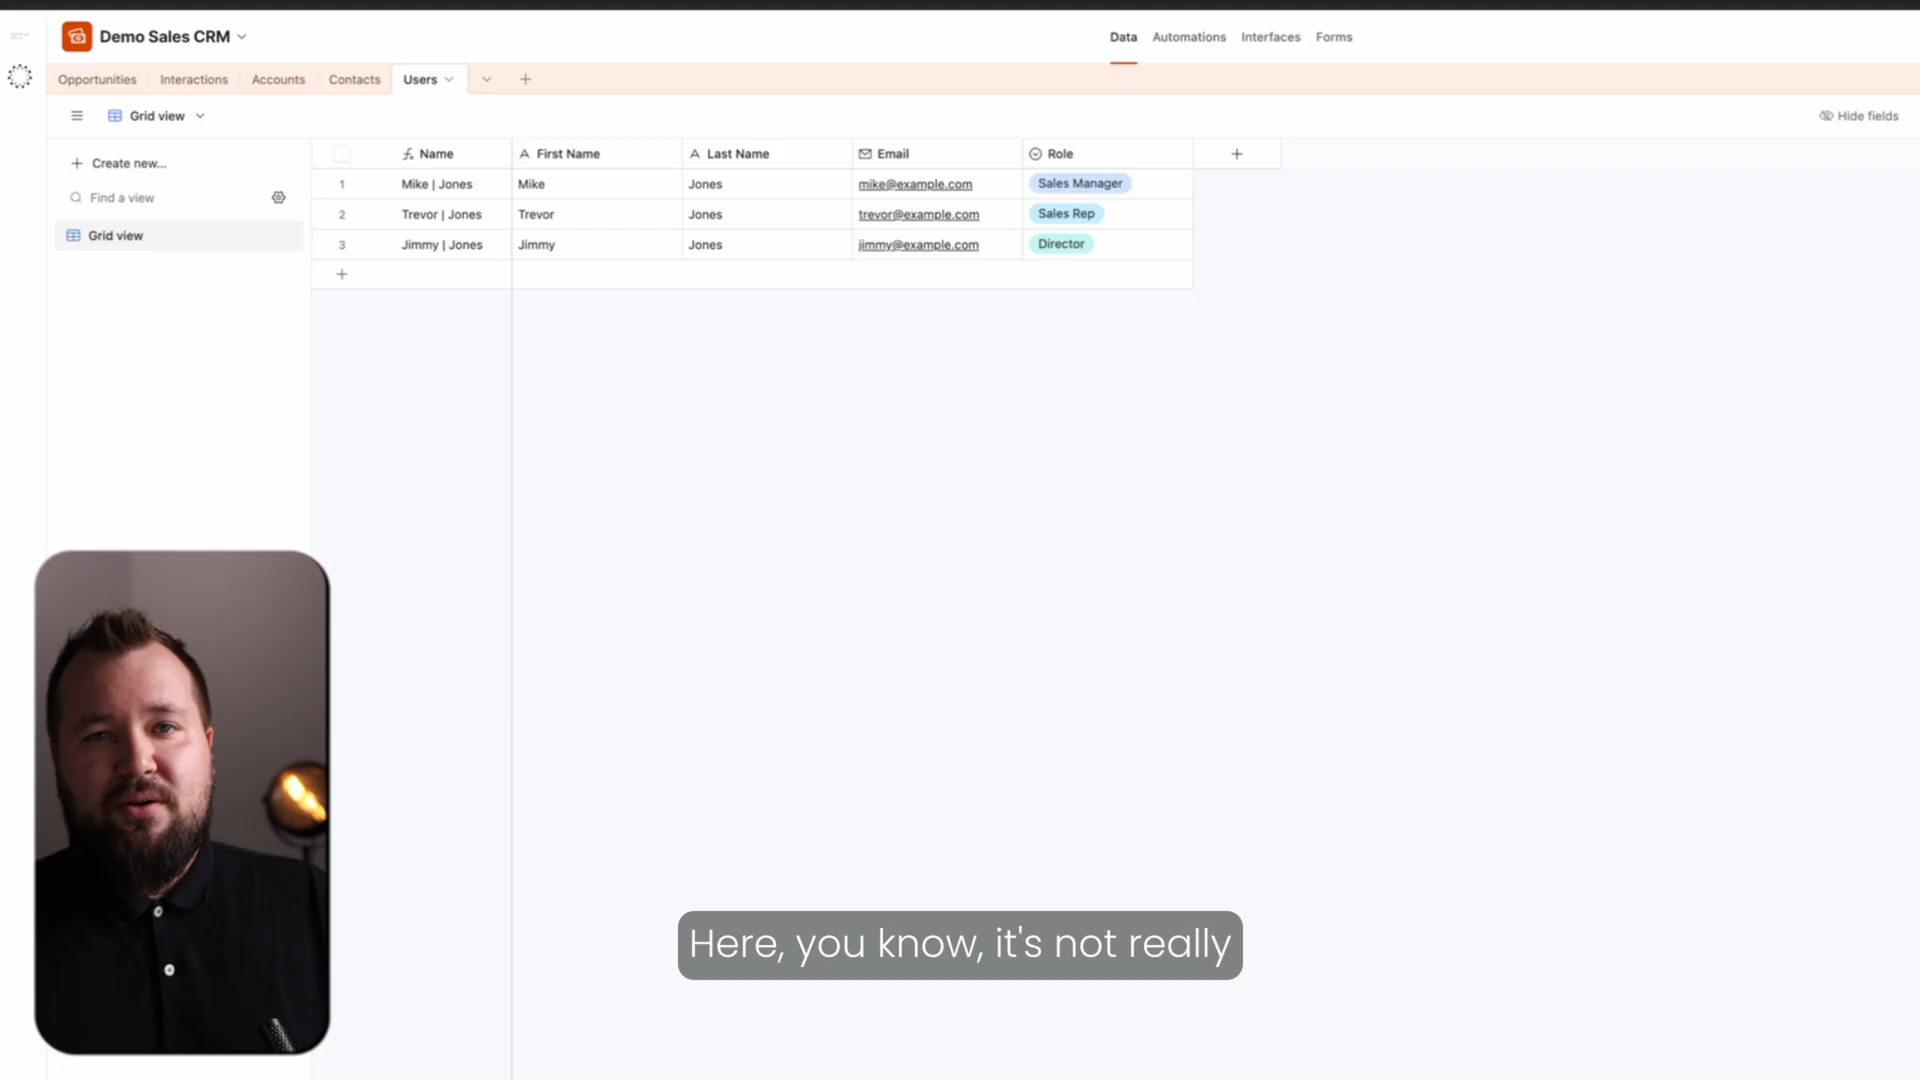 Demo Sales CRM
Data Automations Interfaces Forms
Opportunities Interactions Accounts Contacts Users
Grid view
Hide fields
Create new...
Find a view
Grid view
Name First Name Last Name Email Role
1 Mike | Jones Mike Jones mike@example.com Sales Manager
2 Trevor | Jones Trevor Jones trevor@example.com Sales Rep
3 Jimmy | Jones Jimmy Jones jimmy@example.com Director
Here, you know, it's not really